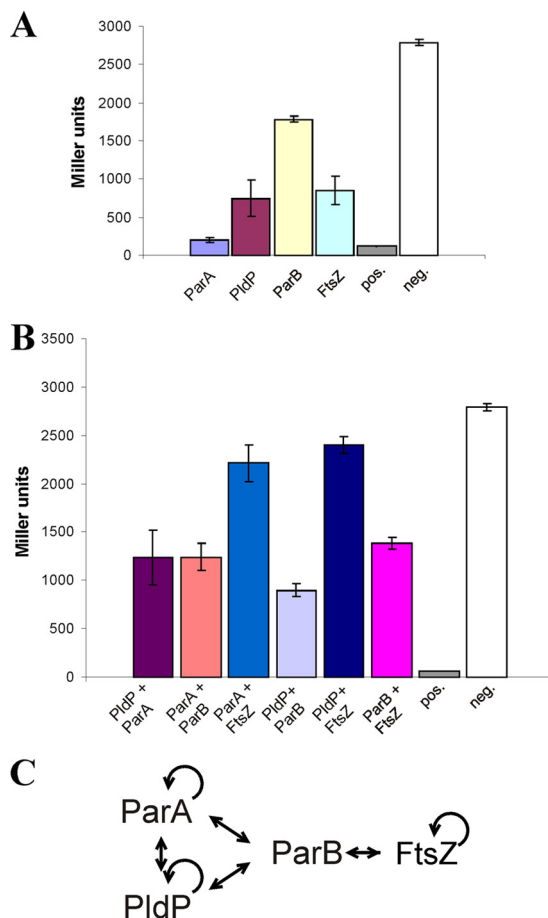 A
3000
2500
2000
1500
1000
500
0
Miller units
ParA
PldP
ParB
FtsZ
pos.
neg.
B
3500
3000
2500
2000
1500
1000
500
0
Miller units
PldP +
ParA
ParA +
ParB
ParA +
FtsZ
PldP+
ParB
PldP+
FtsZ
ParB +
FtsZ
pos.
neg.
C
ParA
ParB
FtsZ
PldP